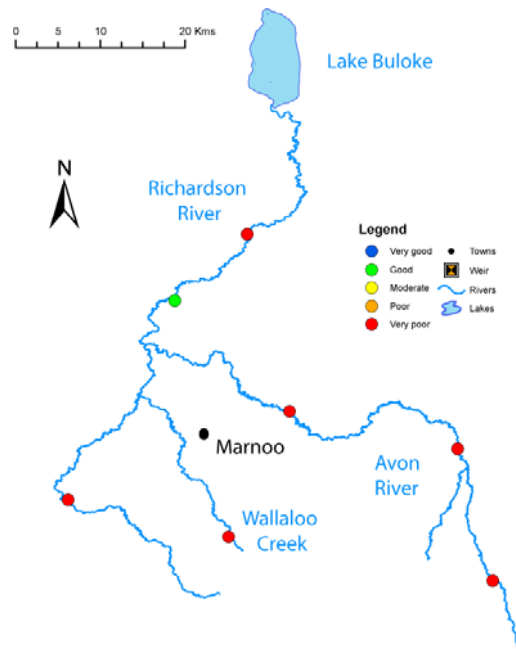 0 5 10 20 Kms
Lake Buloke
N
Richardson
River
Legend
Very good
Good
Moderate
Poor
Very poor
Towns
Weir
Rivers
Lakes
Marnoo
Avon
River
Wallaloo
Creek